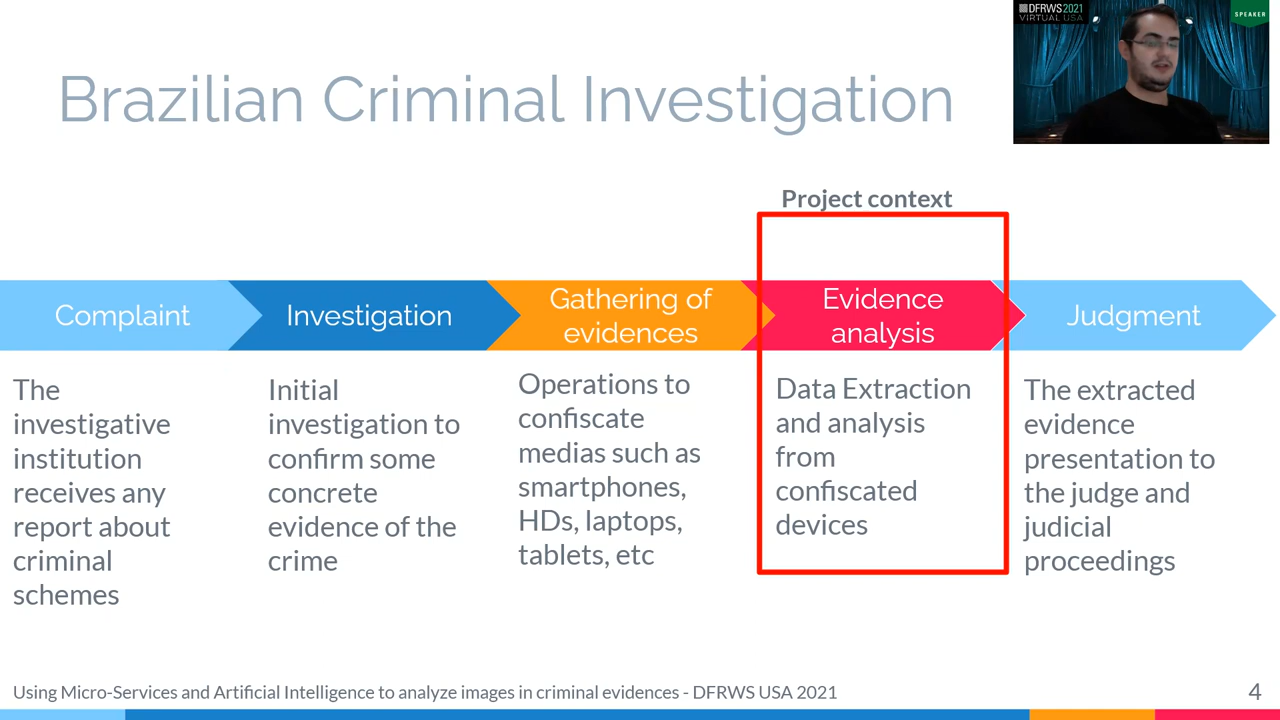 DFRWS2021
VIRTUAL USA
SPEAKER
Brazilian Criminal Investigation
Project context
Complaint
Investigation
Gathering of
evidences
Evidence
analysis
Judgment
The
investigative
institution
receives any
report about
criminal
schemes
Initial
investigation to
confirm some
concrete
evidence of the
crime
Operations to
confiscate
medias such as
smartphones,
HDs, laptops,
tablets, etc
Data Extraction
and analysis
from
confiscated
devices
The extracted
evidence
presentation to
the judge and
judicial
proceedings
Using Micro-Services and Artificial Intelligence to analyze images in criminal evidences - DFRWS USA 2021
4